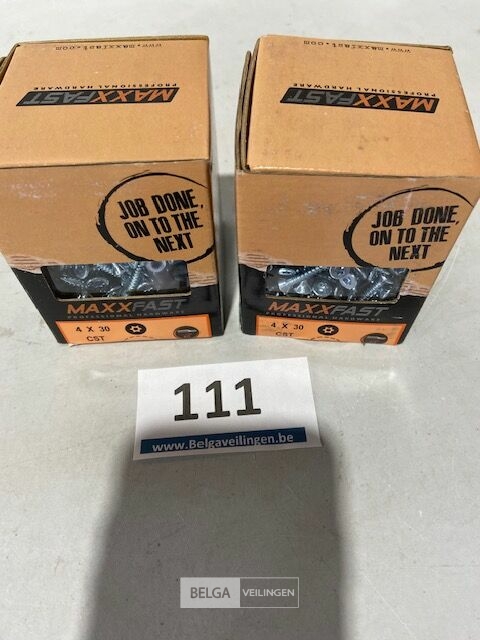 www.maxxfast.com
MAXXFAST
PROFESSIONAL HARDWARE
JOB DONE,
ON TO THE
NEXT
MAXXFAST
PROFESSIONAL HARDWARE
4 X 30
CST
www.maxxfast.com
MAXXFAST
PROFESSIONAL HARDWARE
JOB DONE,
ON TO THE
NEXT
MAXXFAST
PROFESSIONAL HARDWARE
4 X 30
CST
111
www.Belgaveilingen.be
BELGA VEILINGEN